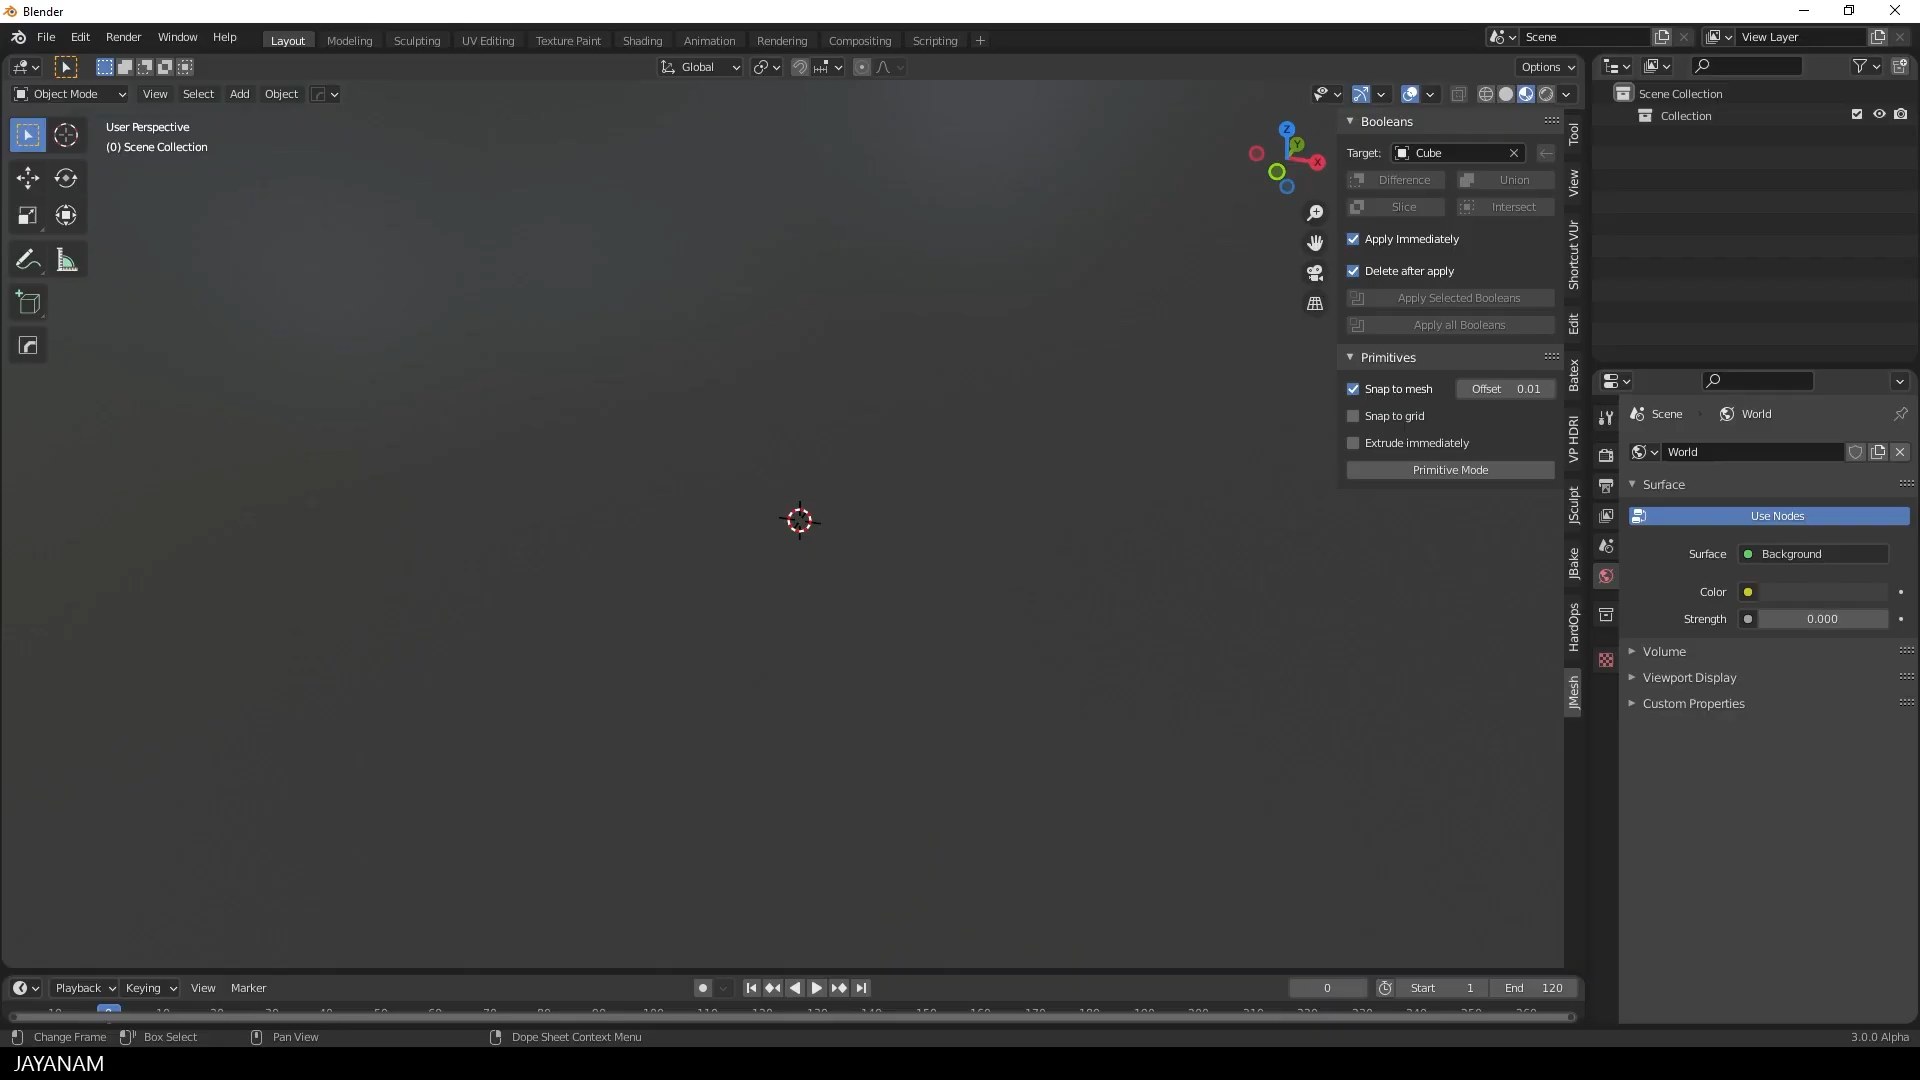 Blender
File Edit Render Window Help Layout Modeling Sculpting UV Editing Texture Paint Shading Animation Rendering Compositing Scripting + Scene View Layer
Global Options
Object Mode View Select Add Object
User Perspective
(0) Scene Collection
Z
Y
X
Booleans
Target: Cube
Difference Union
Slice Intersect
Apply Immediately
Delete after apply
Apply Selected Booleans
Apply all Booleans
Primitives
Snap to mesh Offset 0.01
Snap to grid
Extrude immediately
Primitive Mode
Tool
View
Shortcut VUr
Edit
Batex
VP HDRI
JSculpt
JBake
HardOps
JMesh
Scene Collection
Collection
Scene World
World
Surface
Use Nodes
Surface Background
Color
Strength 0.000
Volume
Viewport Display
Custom Properties
Playback Keying View Marker 0 Start 1 End 120
Change Frame Box Select Pan View Dope Sheet Context Menu 3.0.0 Alpha
JAYANAM